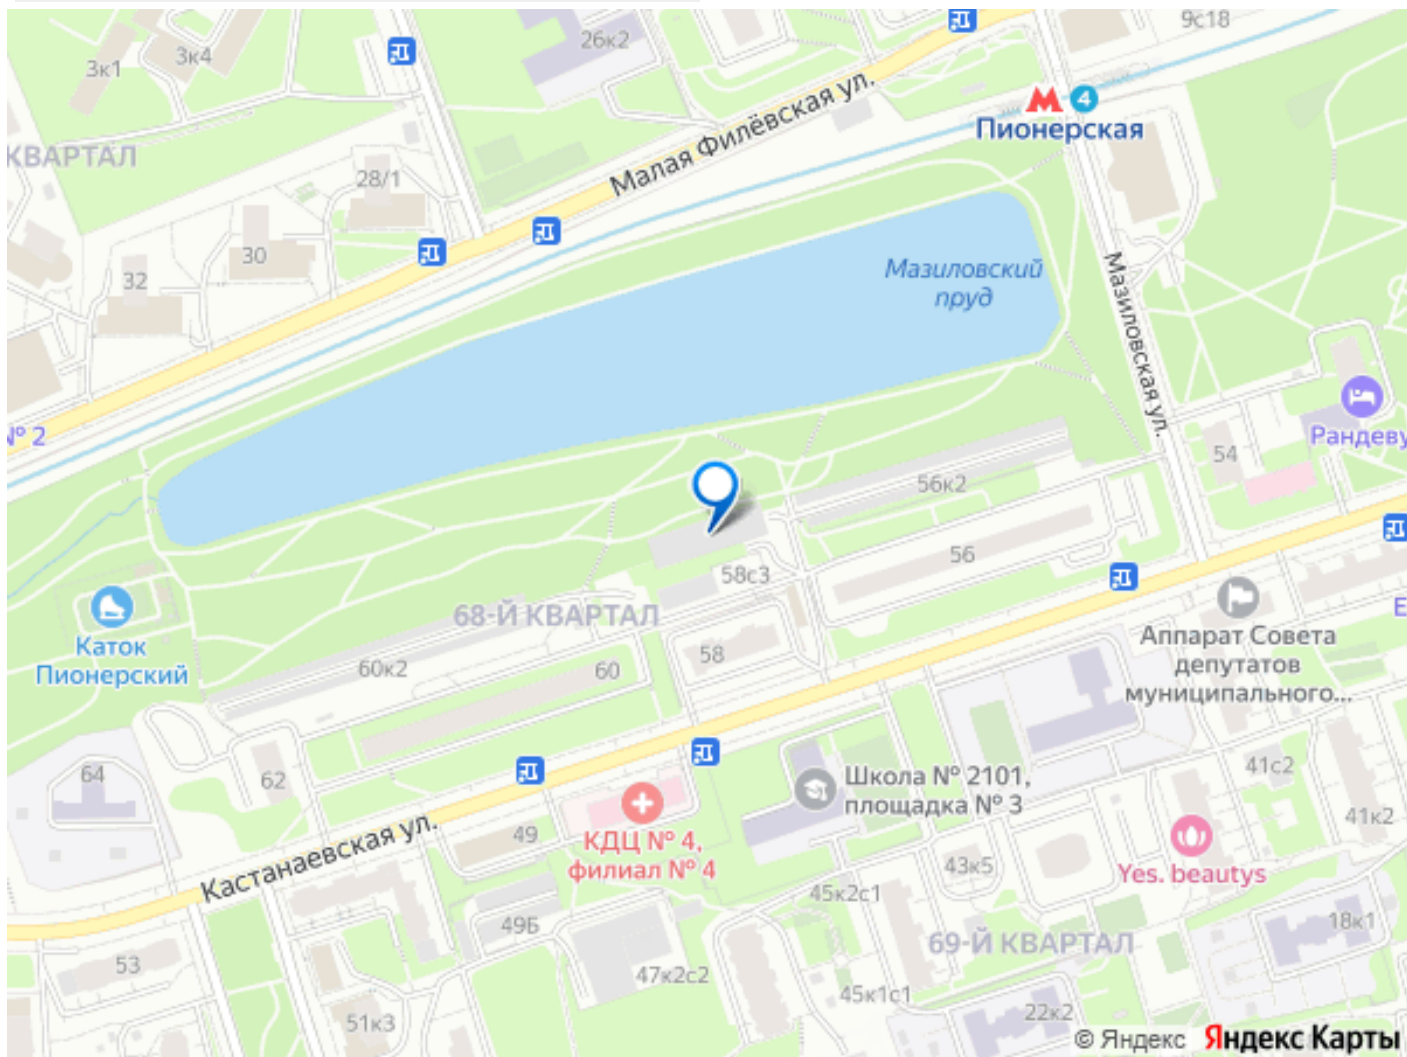 9с18
26к2
3к4
3к1
4
Пионерская
Малая Филёвская ул.
КВАРТАЛ
28/1
30
32
Мазиловский
пруд
Мазиловская ул.
№ 2
Рандеву
54
56к2
56
58с3
68-Й КВАРТАЛ
58
60
60к2
Каток
Пионерский
Аппарат Совета
депутатов
муниципального...
Е
64
62
Школа № 2101,
площадка № 3
41с2
41к2
Кастанаевская ул.
49
КДЦ № 4,
филиал № 4
43к5
Yes. beautys
45к2с1
49Б
18к1
69-Й КВАРТАЛ
53
47к2с2
45к1с1
22к2
51к3
© Яндекс Яндекс Карты